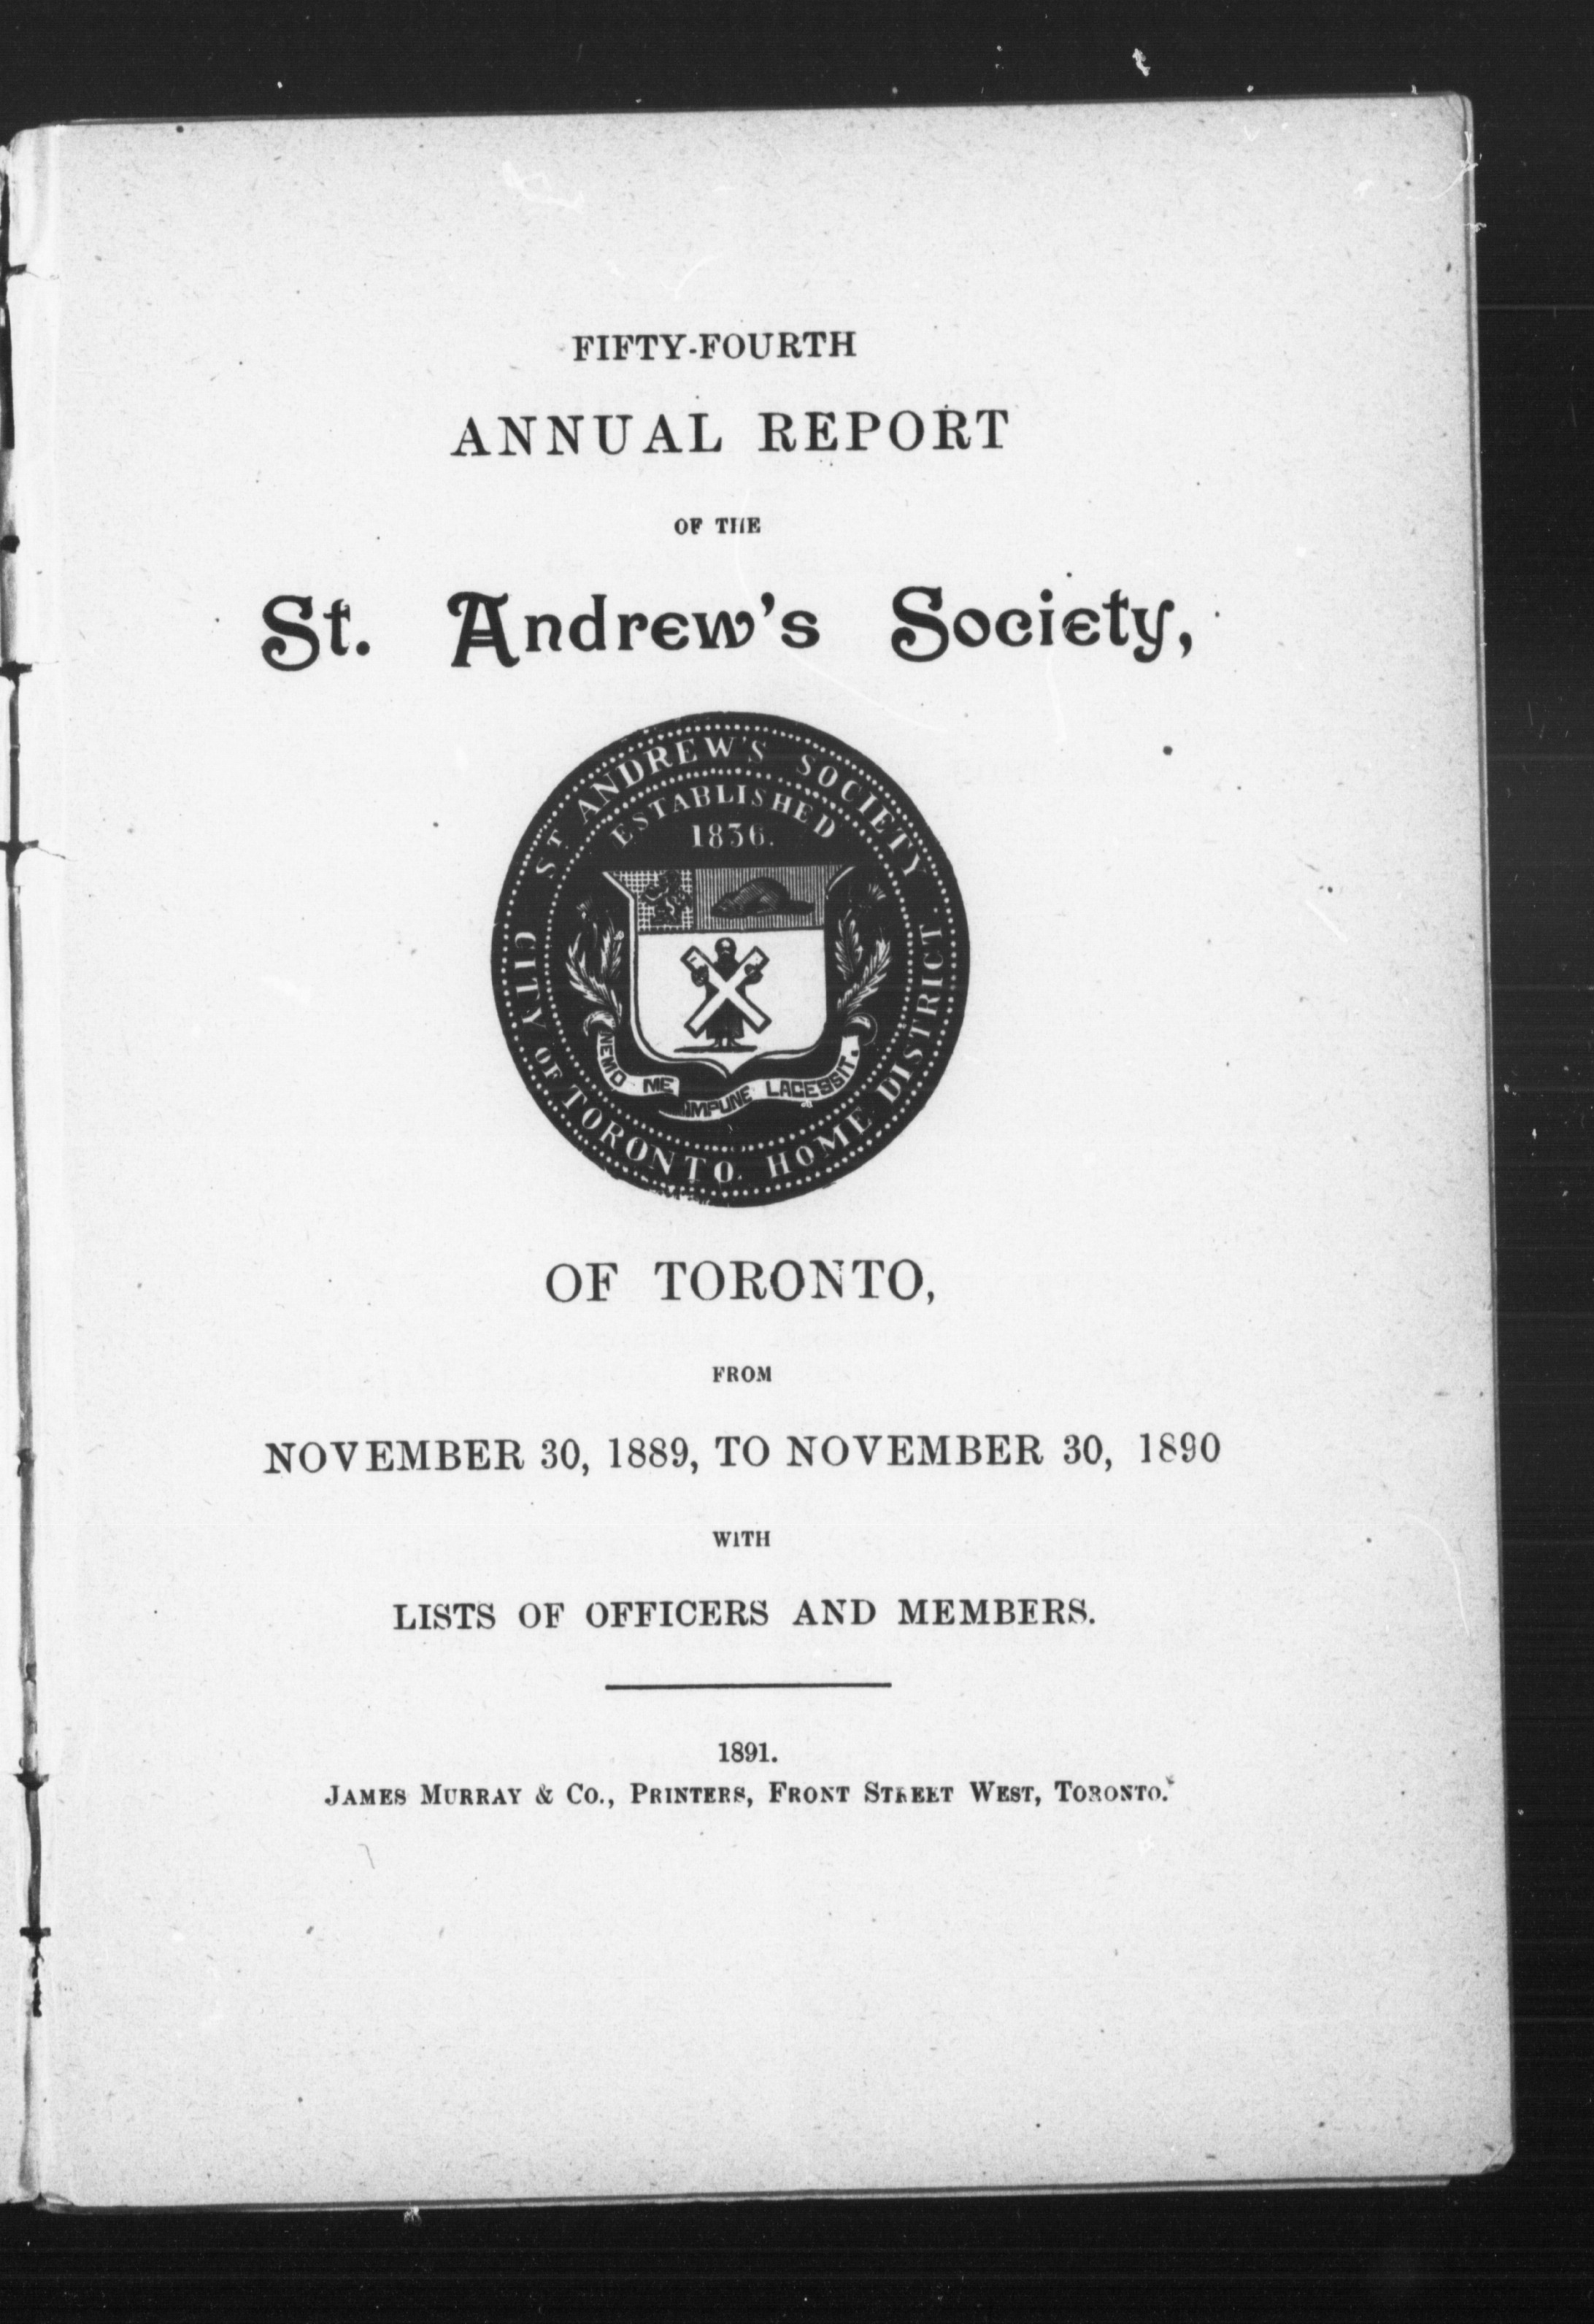 FIFTY-FOURTH
ANNUAL REPORT
OF THE
St. Andrew's Society,
ST ANDREW'S SOCIETY
CITY OF TORONTO. HOME DISTRICT.
ESTABLISHED
1836.
NEMO ME IMPUNE LACESSIT.
OF TORONTO,
FROM
NOVEMBER 30, 1889, TO NOVEMBER 30, 1890
WITH
LISTS OF OFFICERS AND MEMBERS.
1891.
JAMES MURRAY & CO., PRINTERS, FRONT STREET WEST, TORONTO.